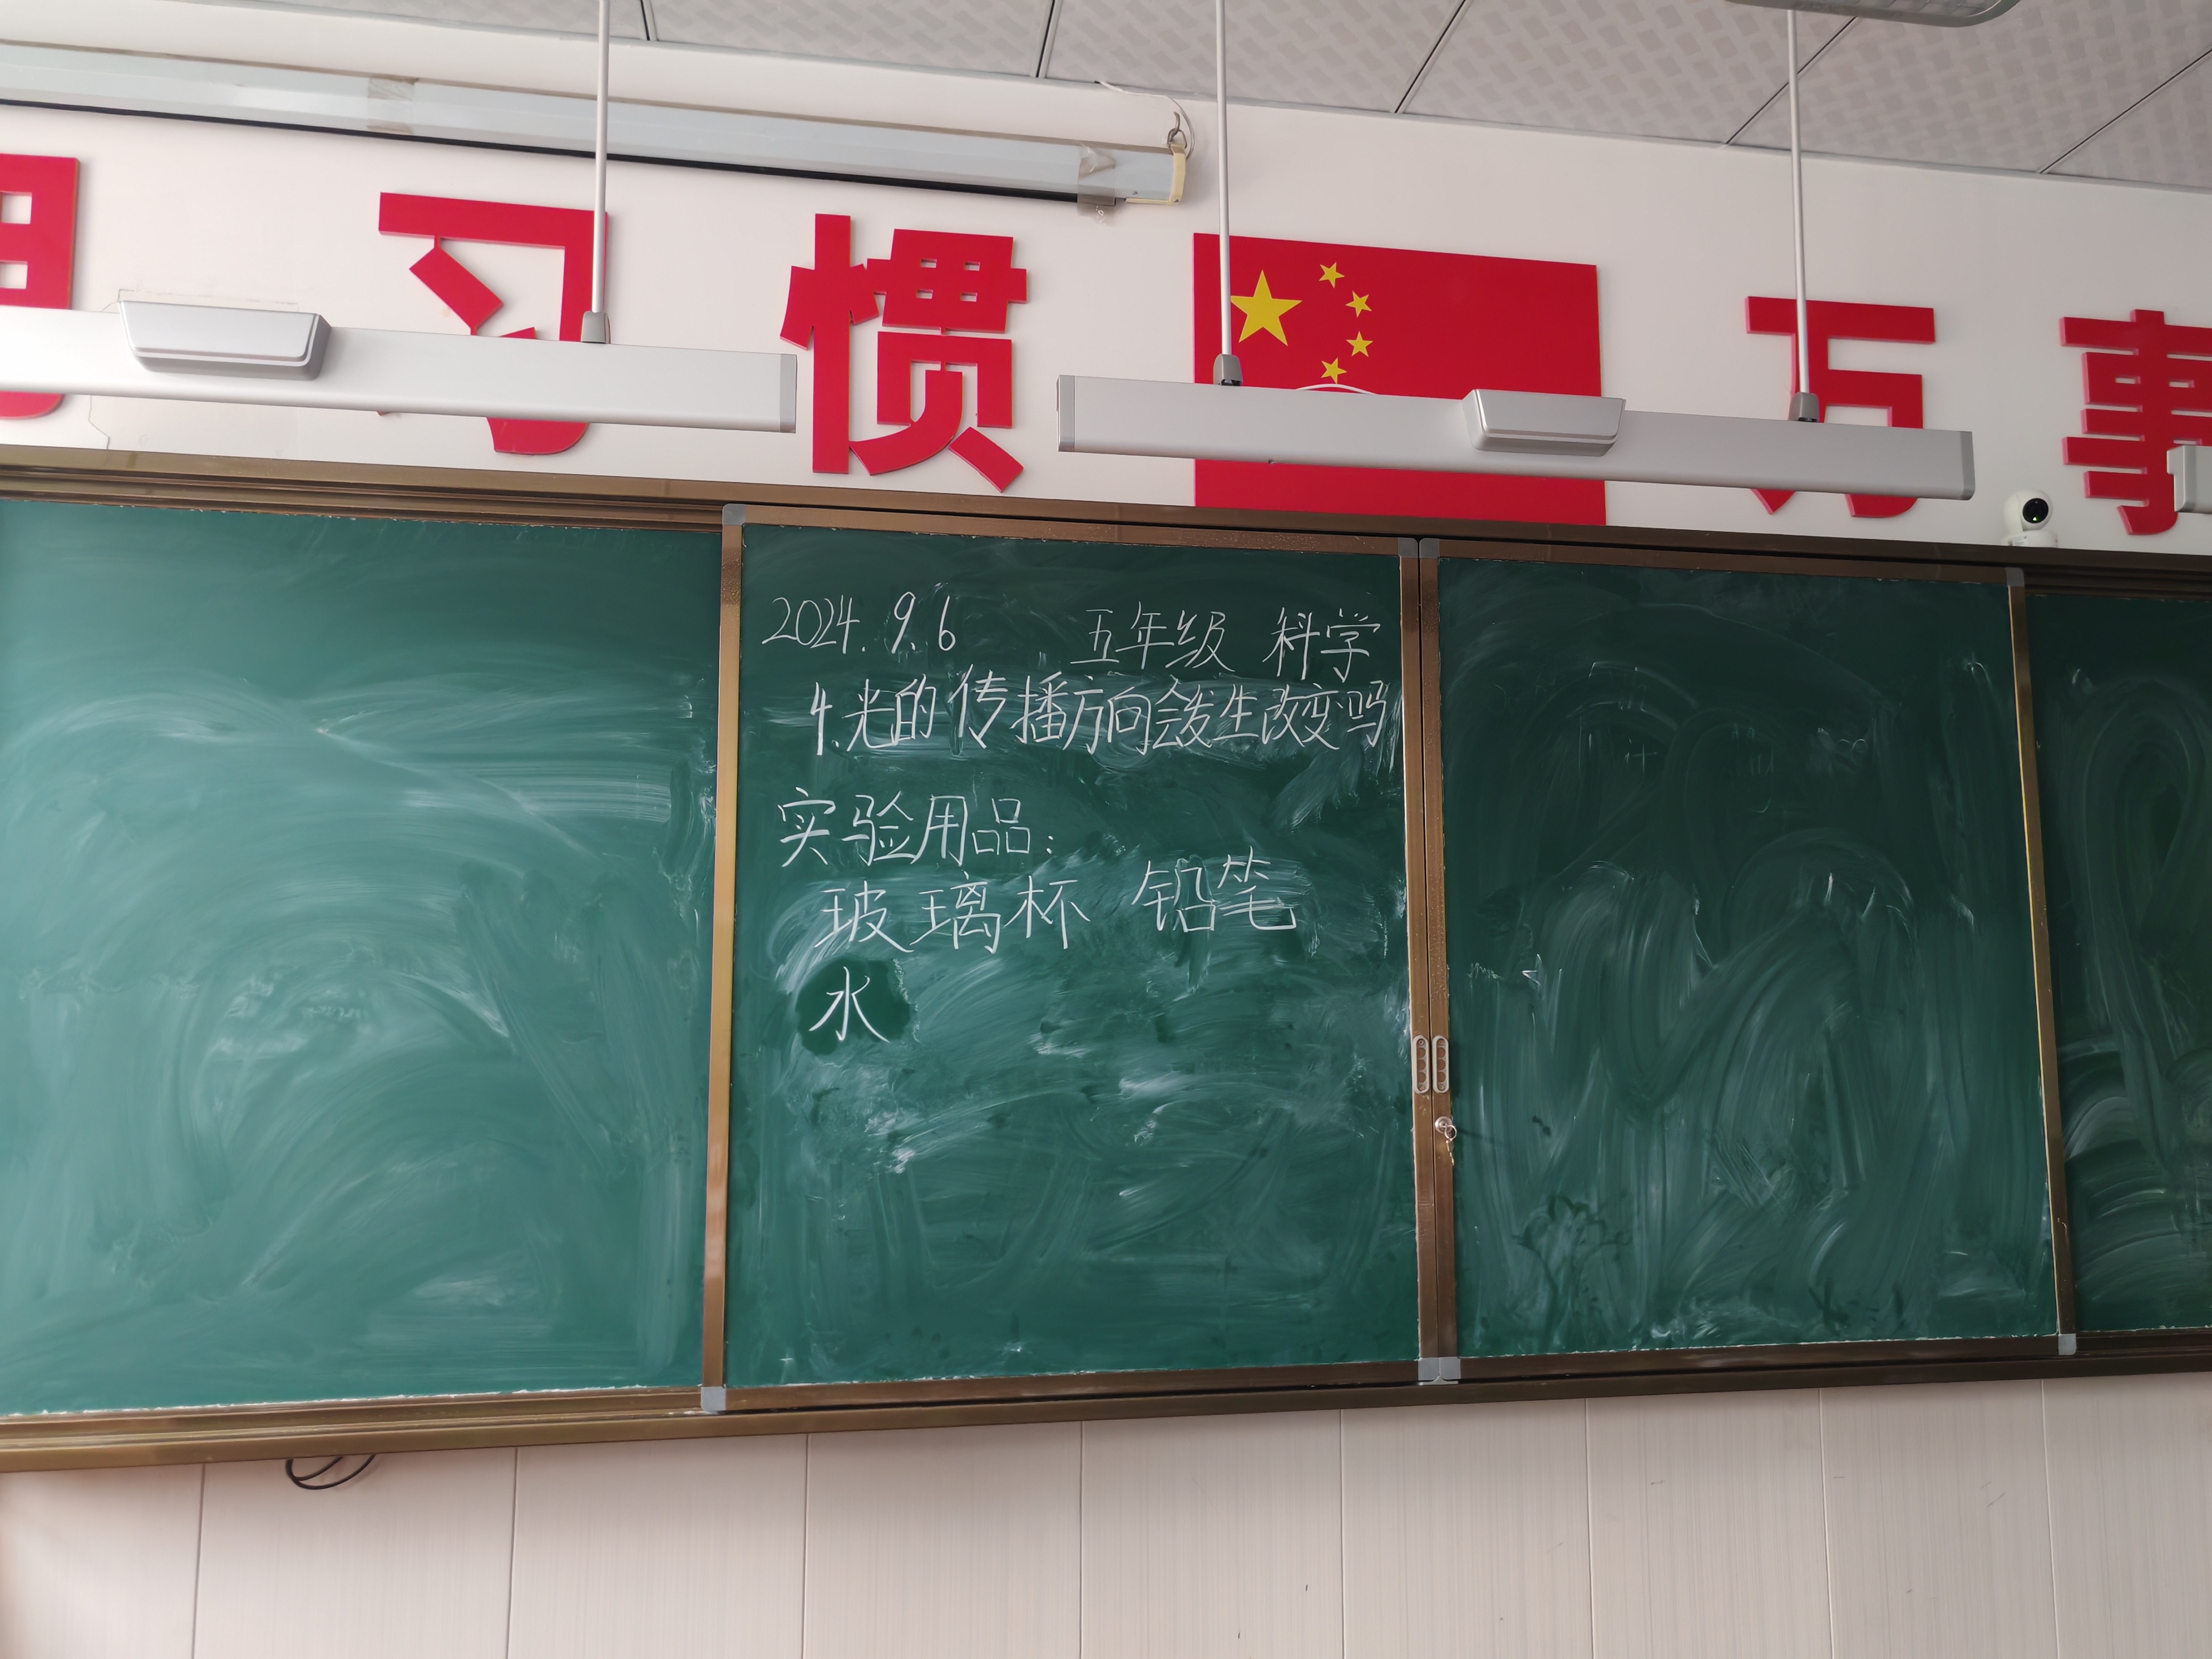 习惯 万事
2024.9.6 五年级 科学
4.光的传播方向会发生改变吗
实验用品:
玻璃杯 铅笔
水